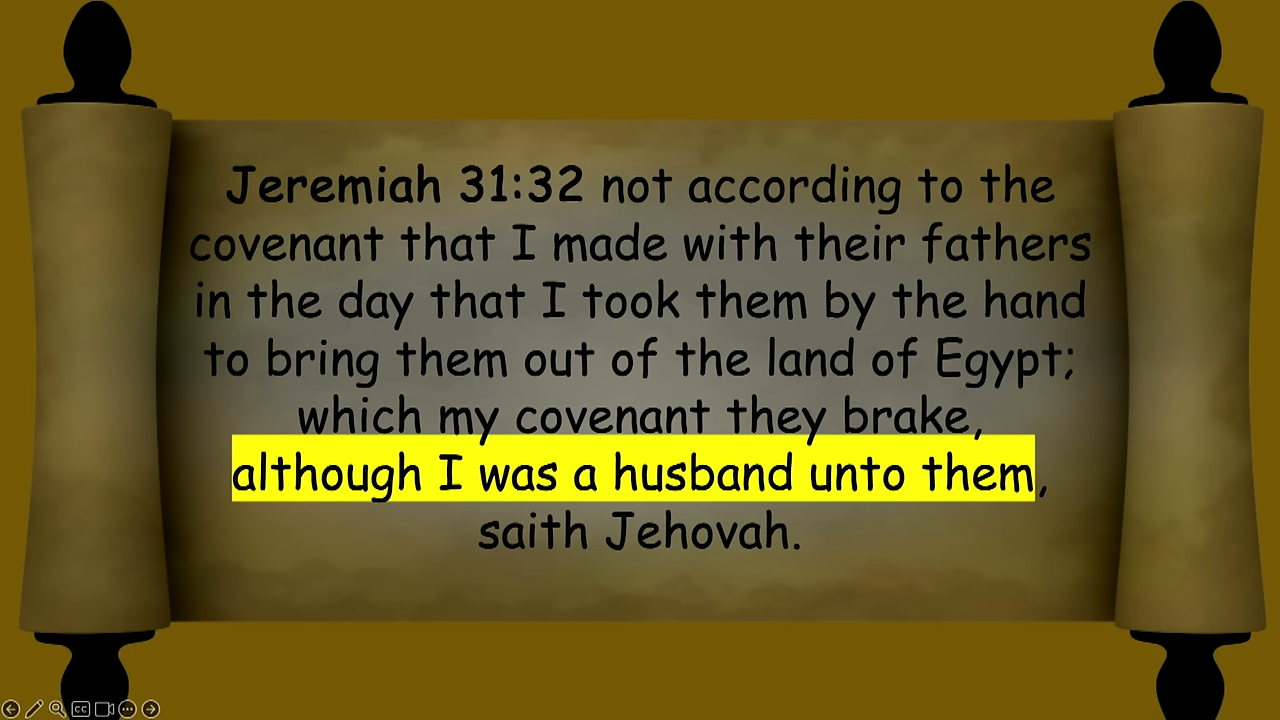 Jeremiah 31:32 not according to the
covenant that I made with their fathers
in the day that I took them by the hand
to bring them out of the land of Egypt;
which my covenant they brake,
although I was a husband unto them,
saith Jehovah.
CC